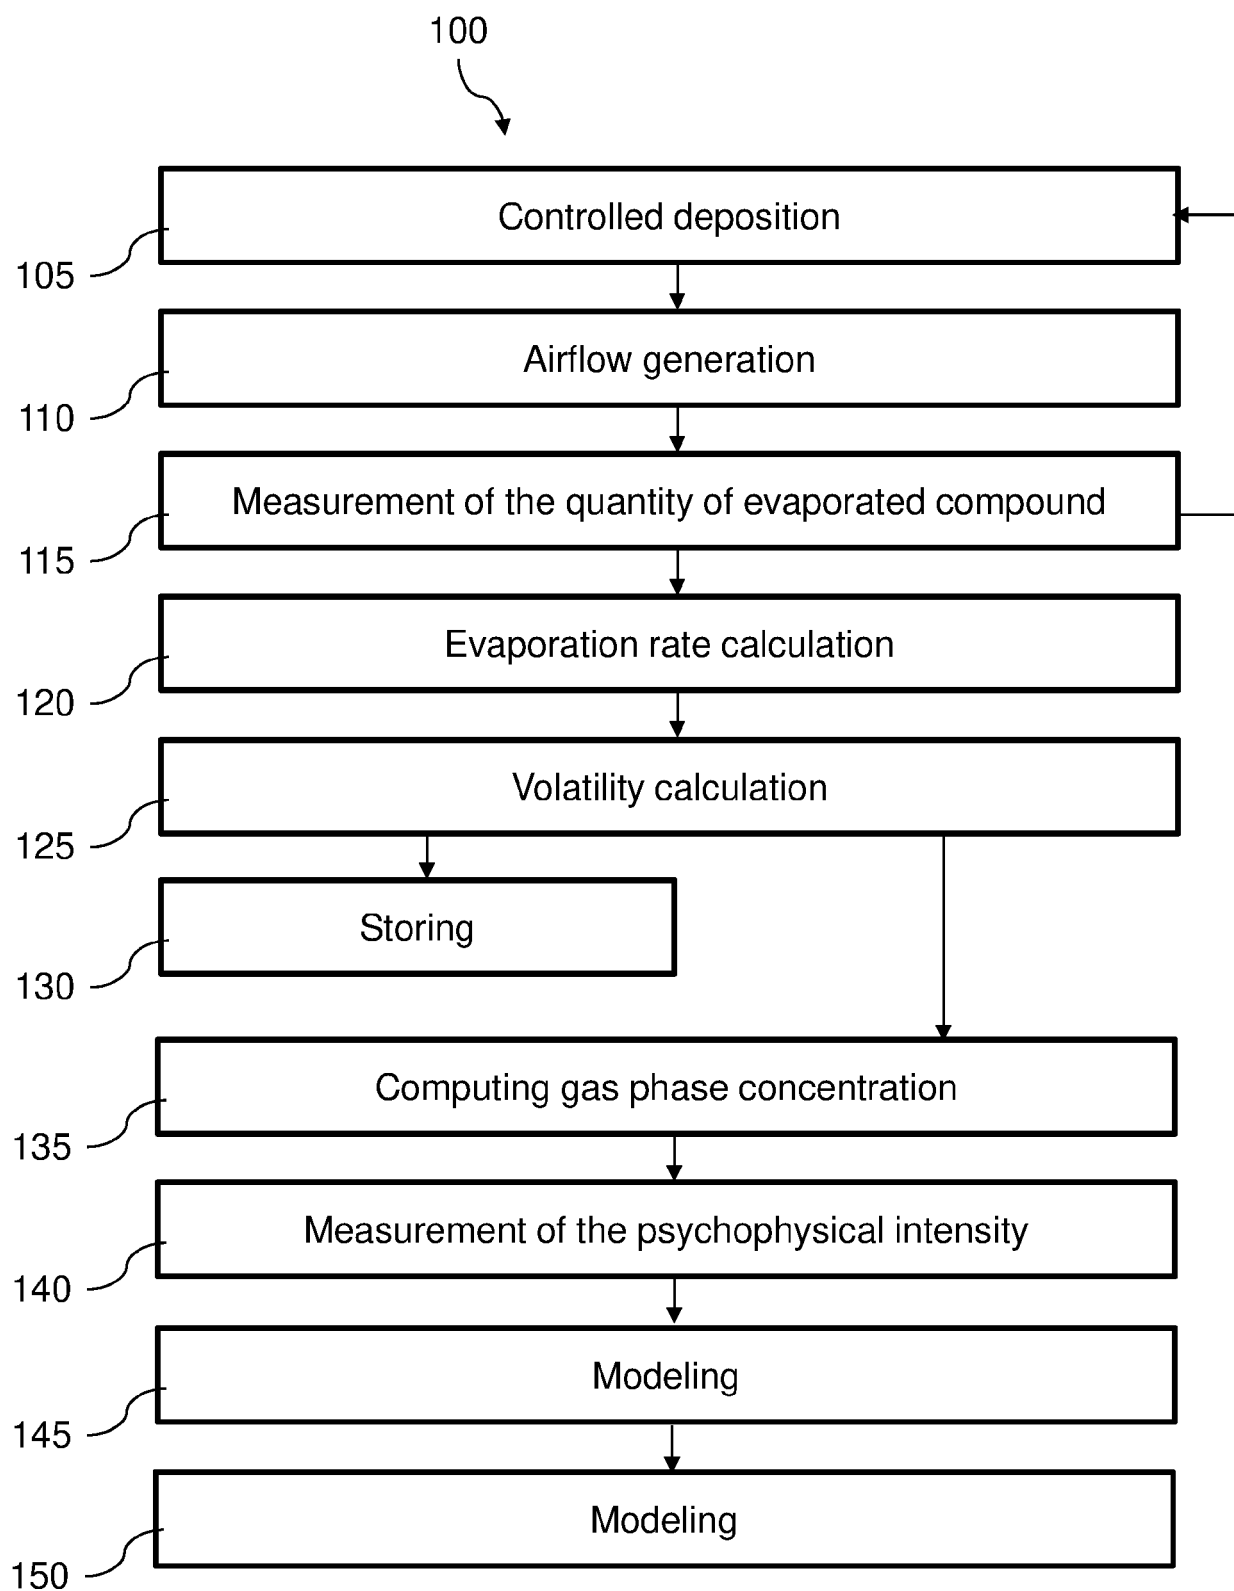 100
Controlled deposition
105
Airflow generation
110
Measurement of the quantity of evaporated compound
115
Evaporation rate calculation
120
Volatility calculation
125
Storing
130
Computing gas phase concentration
135
Measurement of the psychophysical intensity
140
Modeling
145
Modeling
150